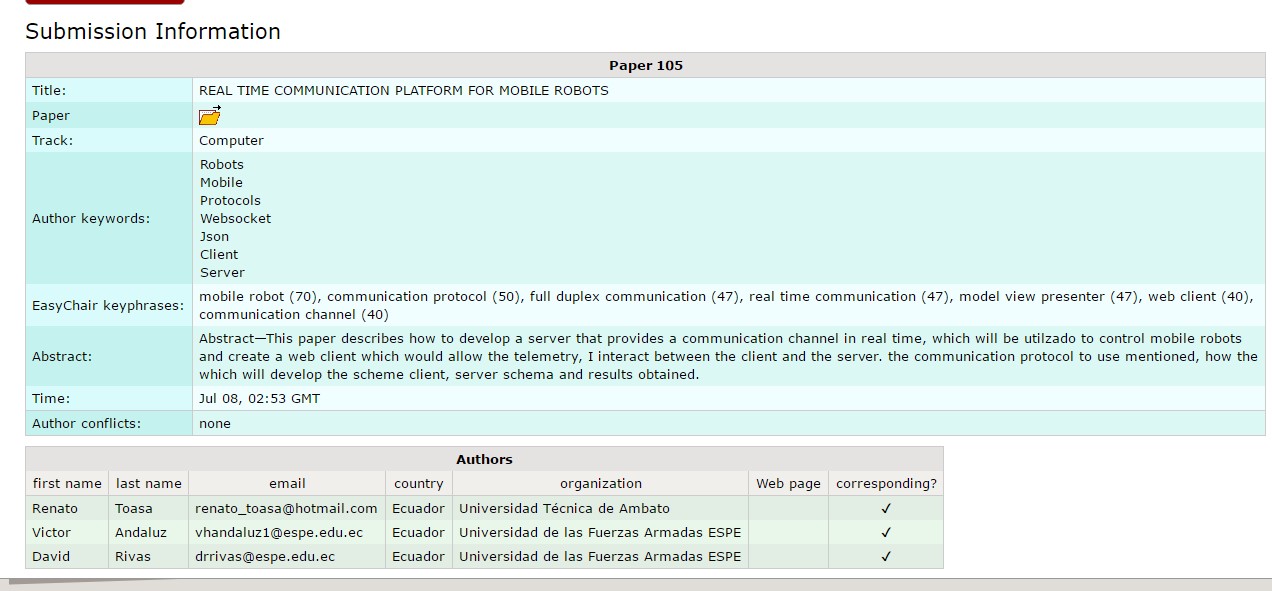 Submission Information
Paper 105
Title: REAL TIME COMMUNICATION PLATFORM FOR MOBILE ROBOTS
Paper
Track: Computer
Author keywords:
Robots
Mobile
Protocols
Websocket
Json
Client
Server
EasyChair keyphrases: mobile robot (70), communication protocol (50), full duplex communication (47), real time communication (47), model view presenter (47), web client (40),
communication channel (40)
Abstract: Abstract—This paper describes how to develop a server that provides a communication channel in real time, which will be utilzado to control mobile robots
and create a web client which would allow the telemetry, I interact between the client and the server. the communication protocol to use mentioned, how the
which will develop the scheme client, server schema and results obtained.
Time: Jul 08, 02:53 GMT
Author conflicts: none
Authors
first name last name email country organization Web page corresponding?
Renato Toasa renato_toasa@hotmail.com Ecuador Universidad Técnica de Ambato ✓
Victor Andaluz vhandaluz1@espe.edu.ec Ecuador Universidad de las Fuerzas Armadas ESPE ✓
David Rivas drrivas@espe.edu.ec Ecuador Universidad de las Fuerzas Armadas ESPE ✓